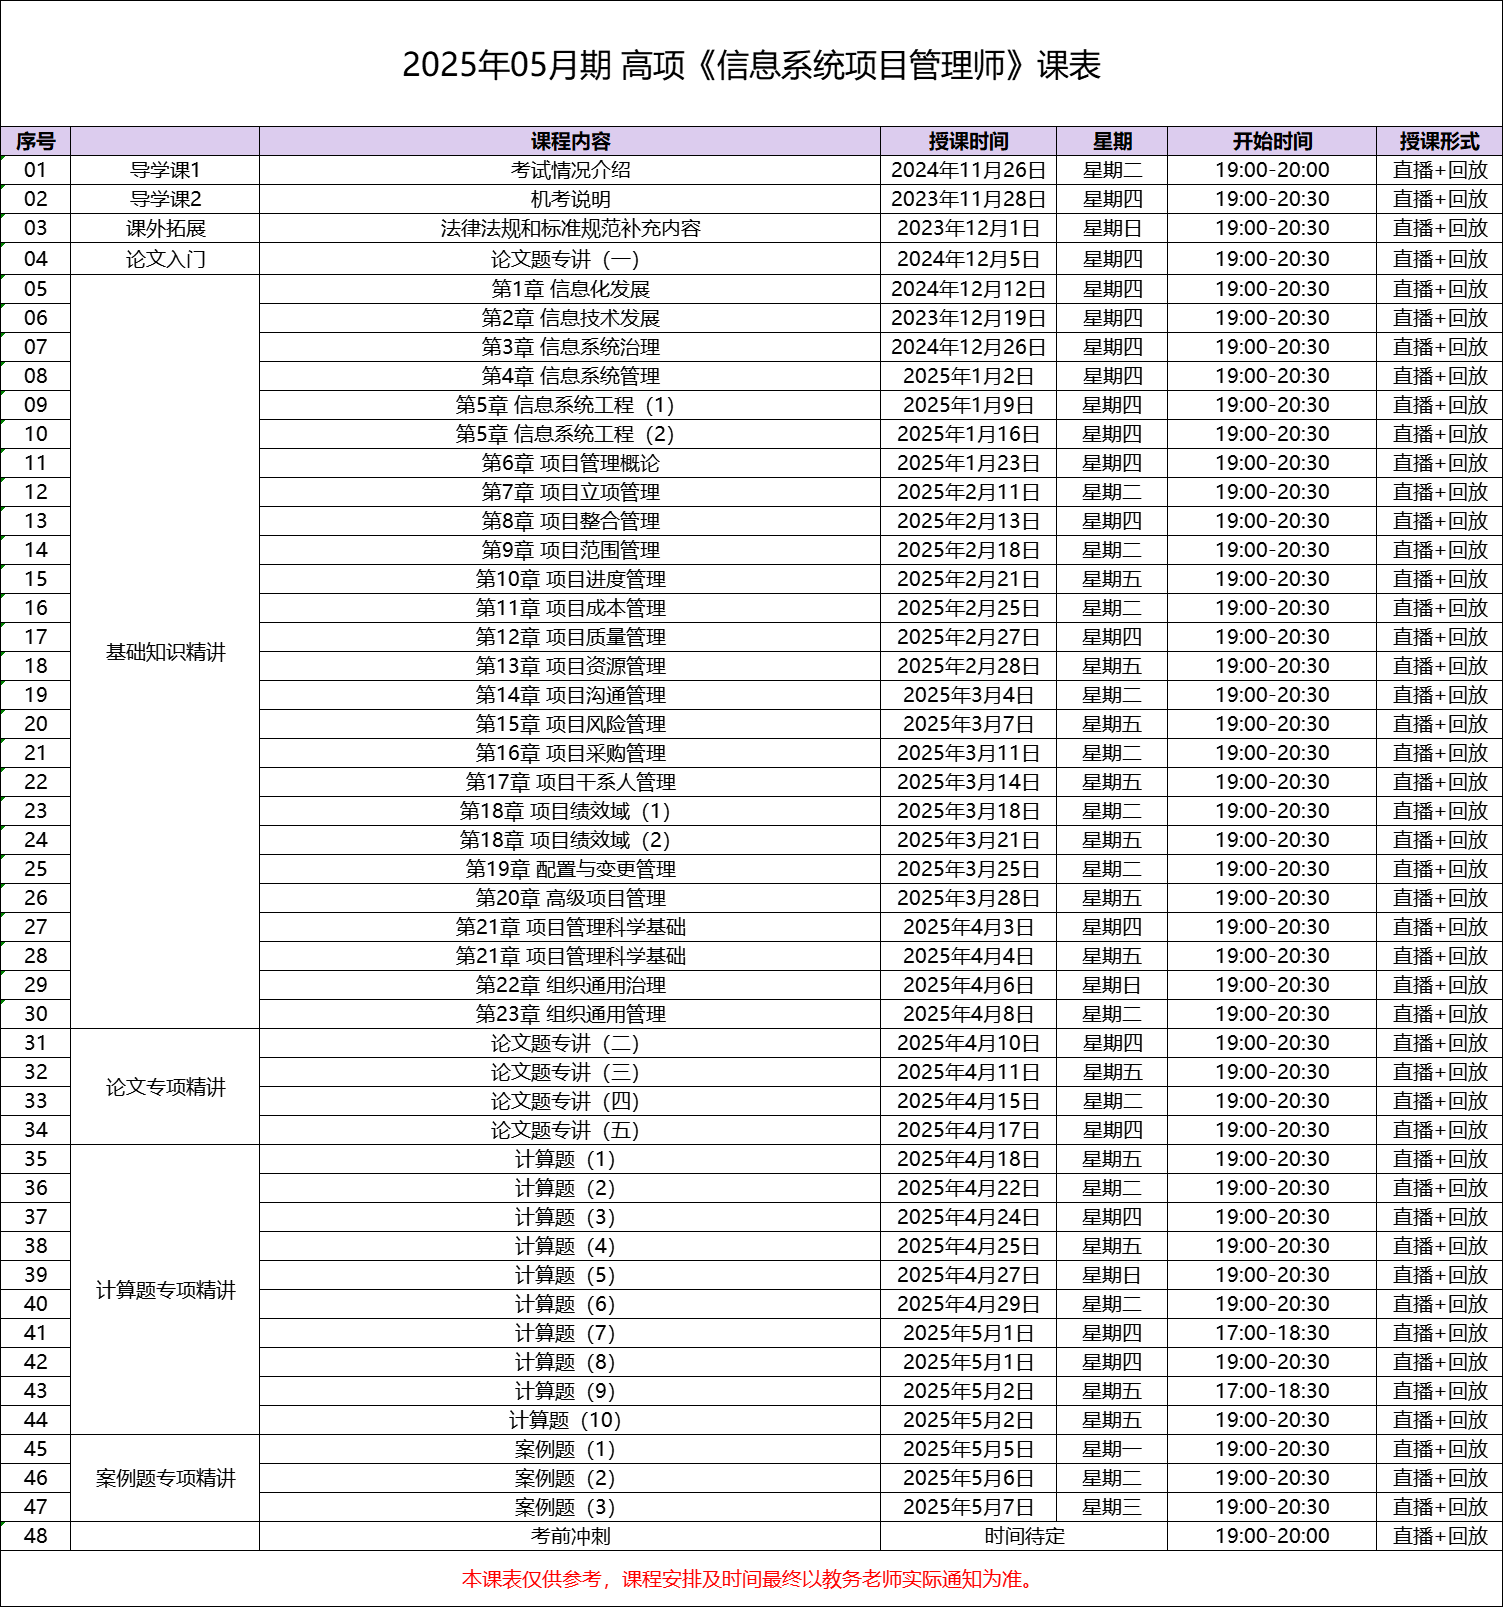 2025年05月期 高项《信息系统项目管理师》课表
序号 课程内容 授课时间 星期 开始时间 授课形式
01 导学课1 考试情况介绍 2024年11月26日 星期二 19:00-20:00 直播+回放
02 导学课2 机考说明 2023年11月28日 星期四 19:00-20:30 直播+回放
03 课外拓展 法律法规和标准规范补充内容 2023年12月1日 星期日 19:00-20:30 直播+回放
04 论文入门 论文题专讲（一） 2024年12月5日 星期四 19:00-20:30 直播+回放
05 第1章 信息化发展 2024年12月12日 星期四 19:00-20:30 直播+回放
06 第2章 信息技术发展 2023年12月19日 星期四 19:00-20:30 直播+回放
07 第3章 信息系统治理 2024年12月26日 星期四 19:00-20:30 直播+回放
08 第4章 信息系统管理 2025年1月2日 星期四 19:00-20:30 直播+回放
09 第5章 信息系统工程（1） 2025年1月9日 星期四 19:00-20:30 直播+回放
10 第5章 信息系统工程（2） 2025年1月16日 星期四 19:00-20:30 直播+回放
11 第6章 项目管理概论 2025年1月23日 星期四 19:00-20:30 直播+回放
12 第7章 项目立项管理 2025年2月11日 星期二 19:00-20:30 直播+回放
13 第8章 项目整合管理 2025年2月13日 星期四 19:00-20:30 直播+回放
14 第9章 项目范围管理 2025年2月18日 星期二 19:00-20:30 直播+回放
15 第10章 项目进度管理 2025年2月21日 星期五 19:00-20:30 直播+回放
16 第11章 项目成本管理 2025年2月25日 星期二 19:00-20:30 直播+回放
17 第12章 项目质量管理 2025年2月27日 星期四 19:00-20:30 直播+回放
基础知识精讲
18 第13章 项目资源管理 2025年2月28日 星期五 19:00-20:30 直播+回放
19 第14章 项目沟通管理 2025年3月4日 星期二 19:00-20:30 直播+回放
20 第15章 项目风险管理 2025年3月7日 星期五 19:00-20:30 直播+回放
21 第16章 项目采购管理 2025年3月11日 星期二 19:00-20:30 直播+回放
22 第17章 项目干系人管理 2025年3月14日 星期五 19:00-20:30 直播+回放
23 第18章 项目绩效域（1） 2025年3月18日 星期二 19:00-20:30 直播+回放
24 第18章 项目绩效域（2） 2025年3月21日 星期五 19:00-20:30 直播+回放
25 第19章 配置与变更管理 2025年3月25日 星期二 19:00-20:30 直播+回放
26 第20章 高级项目管理 2025年3月28日 星期五 19:00-20:30 直播+回放
27 第21章 项目管理科学基础 2025年4月3日 星期四 19:00-20:30 直播+回放
28 第21章 项目管理科学基础 2025年4月4日 星期五 19:00-20:30 直播+回放
29 第22章 组织通用治理 2025年4月6日 星期日 19:00-20:30 直播+回放
30 第23章 组织通用管理 2025年4月8日 星期二 19:00-20:30 直播+回放
31 论文题专讲（二） 2025年4月10日 星期四 19:00-20:30 直播+回放
32 论文题专讲（三） 2025年4月11日 星期五 19:00-20:30 直播+回放
论文专项精讲
33 论文题专讲（四） 2025年4月15日 星期二 19:00-20:30 直播+回放
34 论文题专讲（五） 2025年4月17日 星期四 19:00-20:30 直播+回放
35 计算题（1） 2025年4月18日 星期五 19:00-20:30 直播+回放
36 计算题（2） 2025年4月22日 星期二 19:00-20:30 直播+回放
37 计算题（3） 2025年4月24日 星期四 19:00-20:30 直播+回放
38 计算题（4） 2025年4月25日 星期五 19:00-20:30 直播+回放
39 计算题（5） 2025年4月27日 星期日 19:00-20:30 直播+回放
计算题专项精讲
40 计算题（6） 2025年4月29日 星期二 19:00-20:30 直播+回放
41 计算题（7） 2025年5月1日 星期四 17:00-18:30 直播+回放
42 计算题（8） 2025年5月1日 星期四 19:00-20:30 直播+回放
43 计算题（9） 2025年5月2日 星期五 17:00-18:30 直播+回放
44 计算题（10） 2025年5月2日 星期五 19:00-20:30 直播+回放
45 案例题（1） 2025年5月5日 星期一 19:00-20:30 直播+回放
46 案例题专项精讲 案例题（2） 2025年5月6日 星期二 19:00-20:30 直播+回放
47 案例题（3） 2025年5月7日 星期三 19:00-20:30 直播+回放
48 考前冲刺 时间待定 19:00-20:00 直播+回放
本课表仅供参考，课程安排及时间最终以教务老师实际通知为准。